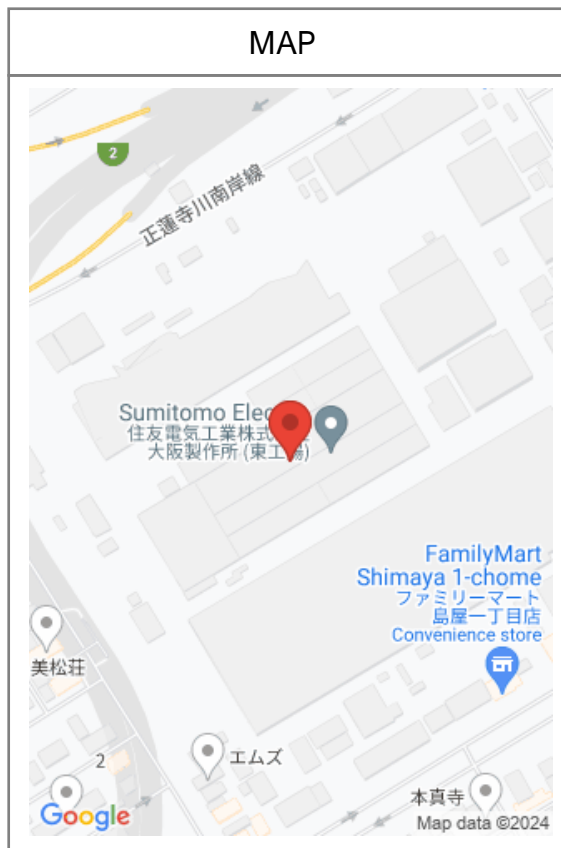 MAP
2
正蓮寺川南岸線
Sumitomo Elec
住友電気工業株式
大阪製作所 (東工場)
FamilyMart
Shimaya 1-chome
ファミリーマート
島屋一丁目店
Convenience store
美松荘
エムズ
2
本真寺
Google
Map data ©2024